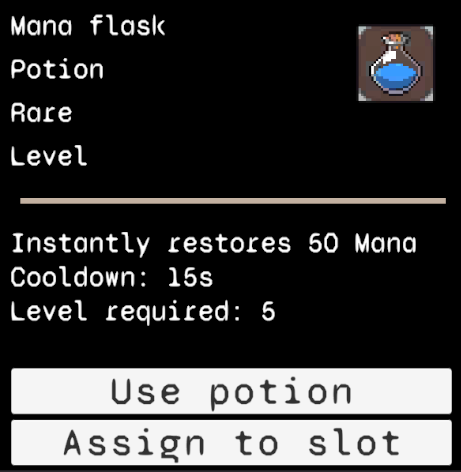 Mana flask
Potion
Rare
Level
Instantly restores 50 Mana
Cooldown: 15s
Level required: 5
Use potion
Assign to slot